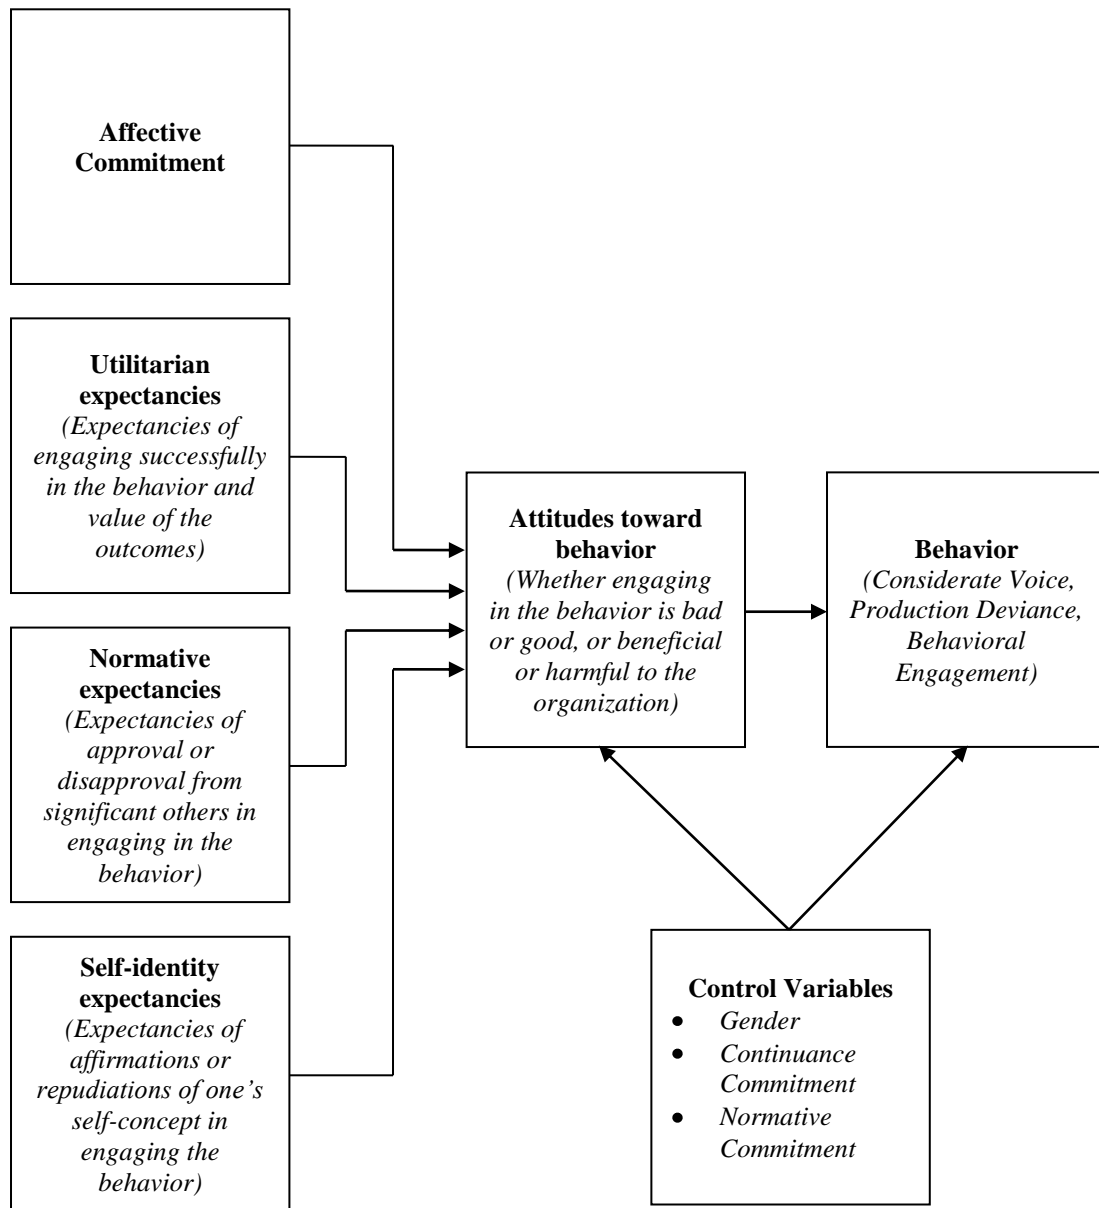 Affective
Commitment
Utilitarian
expectancies
(Expectancies of
engaging successfully
in the behavior and
value of the
outcomes)
Normative
expectancies
(Expectancies of
approval or
disapproval from
significant others in
engaging in the
behavior)
Self-identity
expectancies
(Expectancies of
affirmations or
repudiations of one's
self-concept in
engaging the
behavior)
Attitudes toward
behavior
(Whether engaging
in the behavior is bad
or good, or beneficial
or harmful to the
organization)
Behavior
(Considerate Voice,
Production Deviance,
Behavioral
Engagement)
Control Variables
• Gender
• Continuance
Commitment
• Normative
Commitment